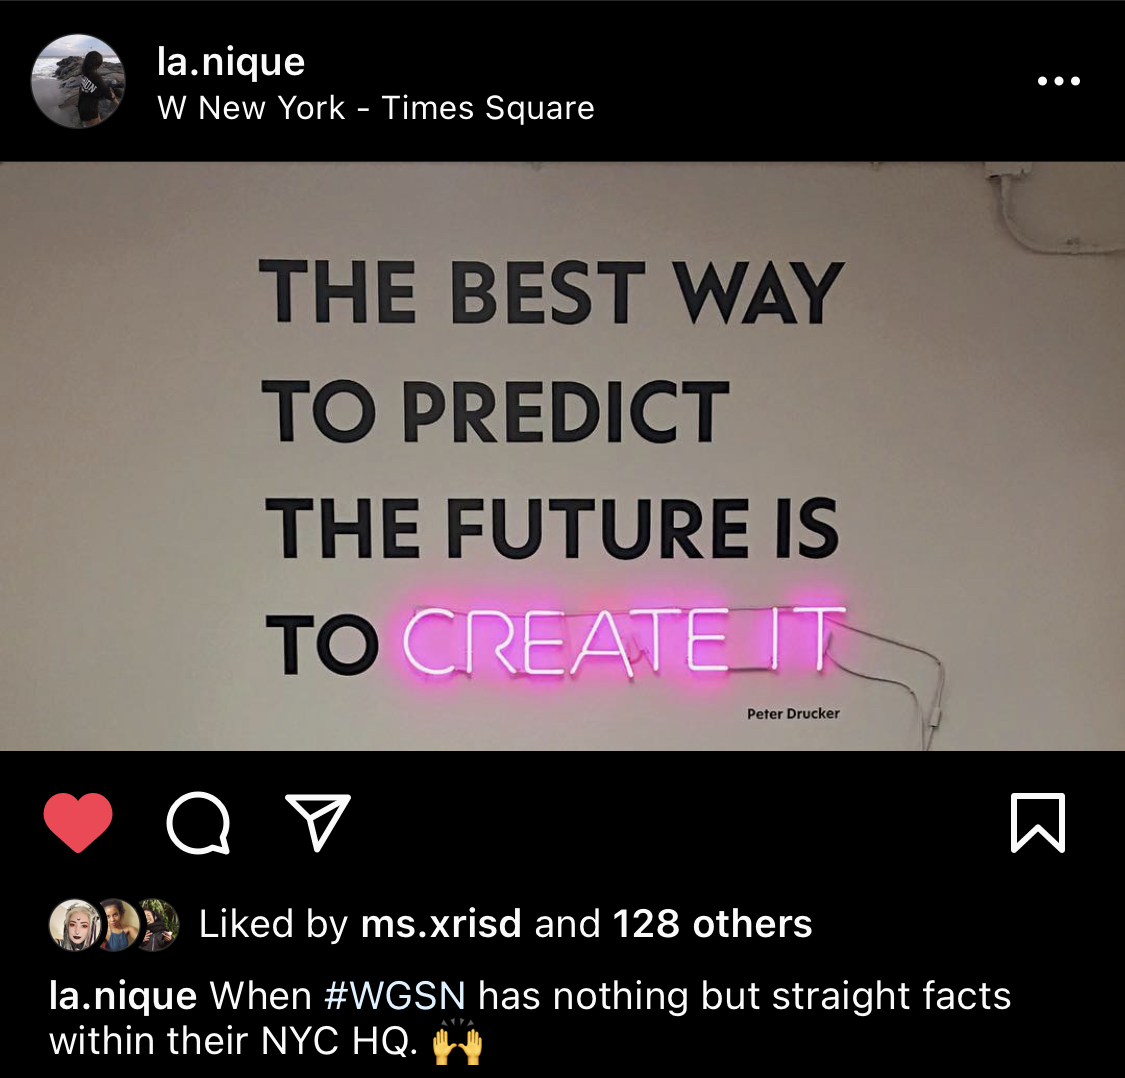 la.nique
W New York - Times Square
THE BEST WAY
TO PREDICT
THE FUTURE IS
TO CREATE IT
Peter Drucker
Liked by ms.xrisd and 128 others
la.nique When #WGSN has nothing but straight facts
within their NYC HQ. 🙌